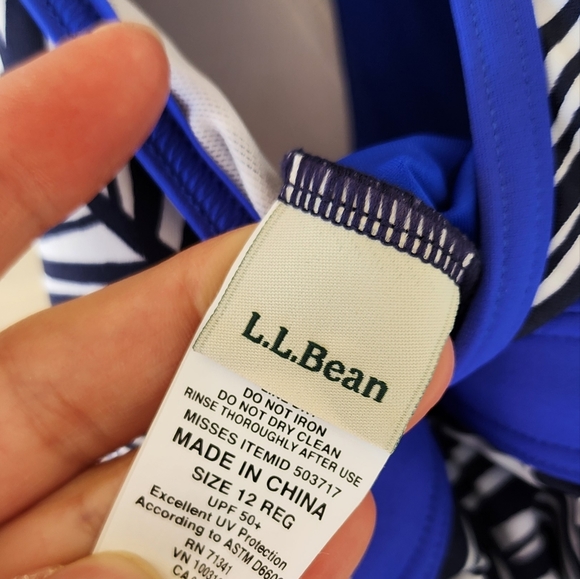 L.L.Bean
DO NOT IRON
DO NOT DRY CLEAN
RINSE THOROUGHLY AFTER USE
MISSES ITEMID 503717
MADE IN CHINA
SIZE 12 REG
UPF 50+
Excellent UV Protection
According to ASTM
RN 71341
VN